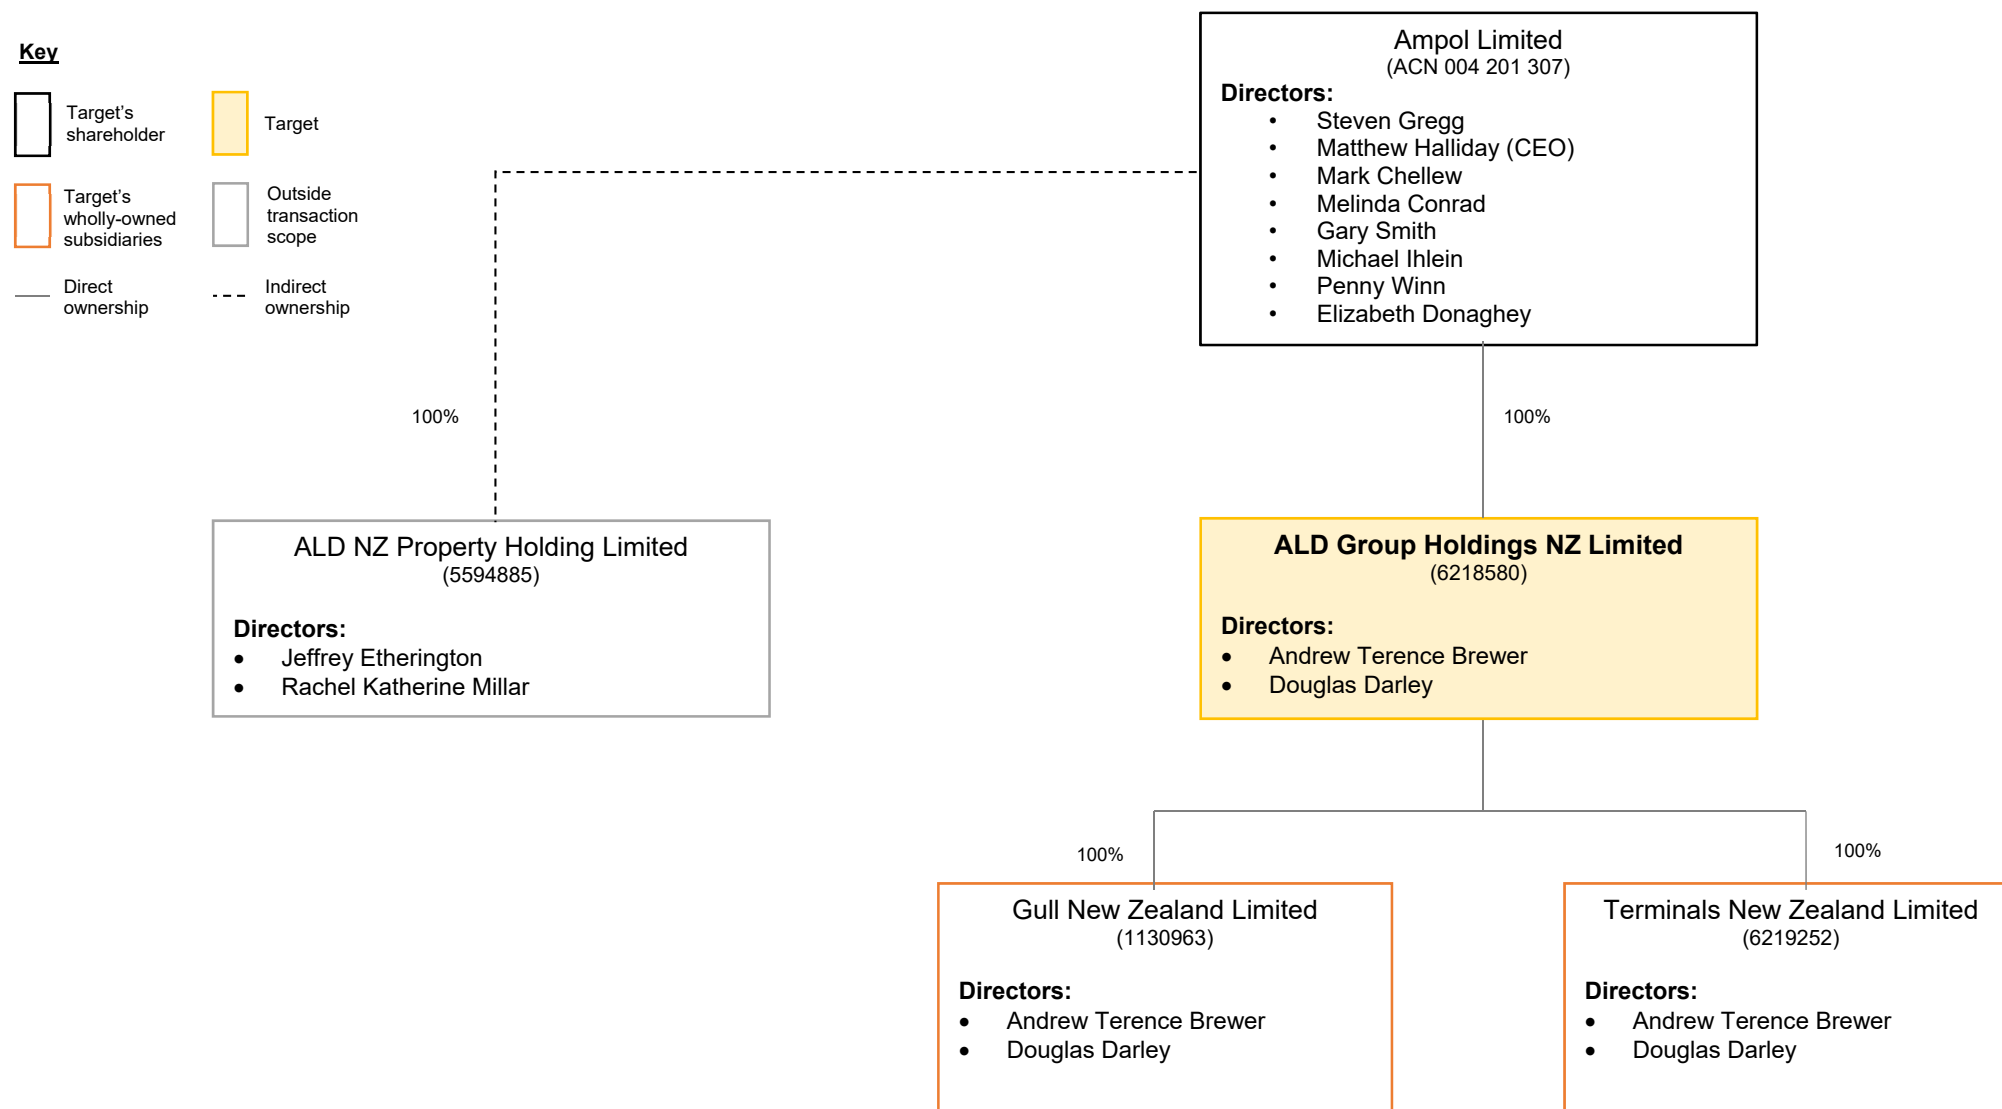 Key
Target's
shareholder
Target
Target's
wholly-owned
subsidiaries
Outside
transaction
scope
Direct
ownership
Indirect
ownership
Ampol Limited
(ACN 004 201 307)
Directors:
• Steven Gregg
• Matthew Halliday (CEO)
• Mark Chellew
• Melinda Conrad
• Gary Smith
• Michael Ihlein
• Penny Winn
• Elizabeth Donaghey
100%
100%
ALD NZ Property Holding Limited
(5594885)
Directors:
• Jeffrey Etherington
• Rachel Katherine Millar
ALD Group Holdings NZ Limited
(6218580)
Directors:
• Andrew Terence Brewer
• Douglas Darley
100%
100%
Gull New Zealand Limited
(1130963)
Directors:
• Andrew Terence Brewer
• Douglas Darley
Terminals New Zealand Limited
(6219252)
Directors:
• Andrew Terence Brewer
• Douglas Darley